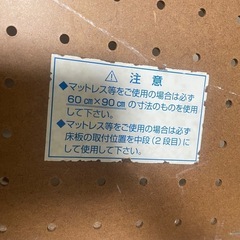 ⚠ 注意
◆マットレス等をご使用の場合は必ず
60㎝×90㎝の寸法のものを使用
して下さい。
◆マットレス等をご使用の場合は必ず
床板の取付位置を中段(2段目)に
して使用して下さい。